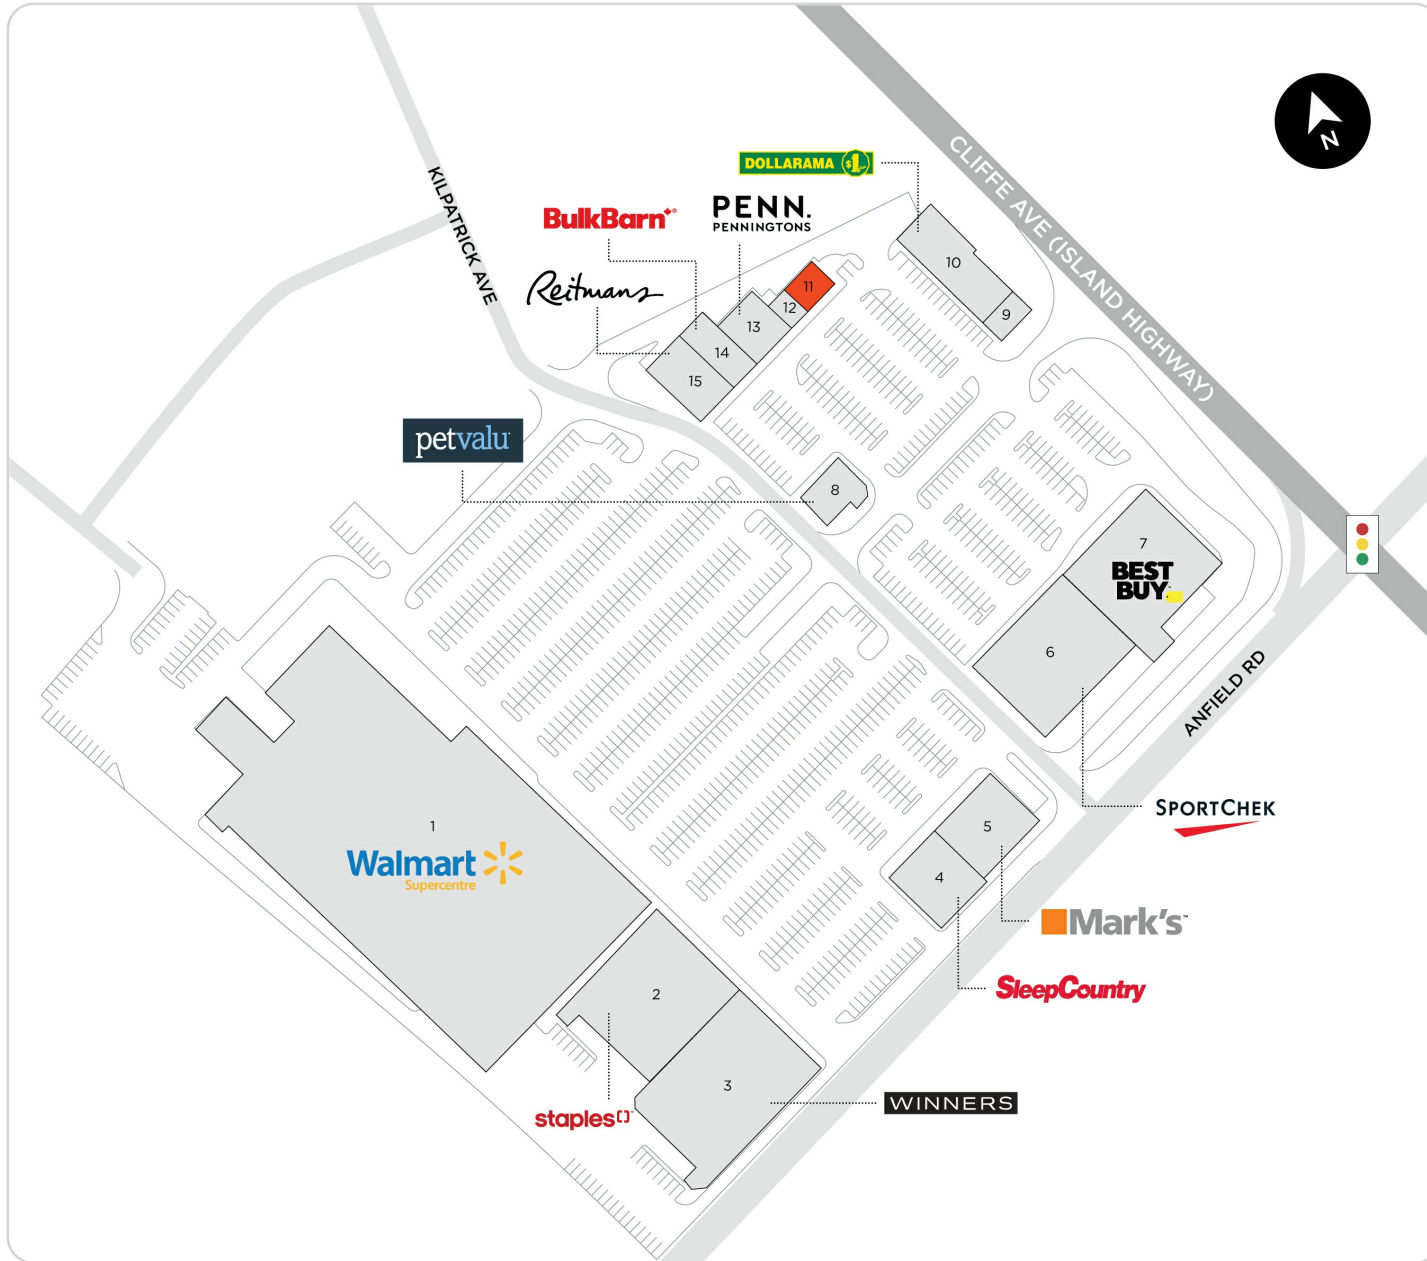 N
CLIFFE AVE (ISLAND HIGHWAY)
KILPATRICK AVE
DOLLARAMA $1
PENN.
PENNINGTONS
BulkBarn
Reitmans
10
9
11
12
13
14
15
petvalu
8
7
BEST
BUY
6
ANFIELD RD
SPORTCHEK
1
Walmart
Supercentre
5
4
Mark's
SleepCountry
2
3
staples
WINNERS